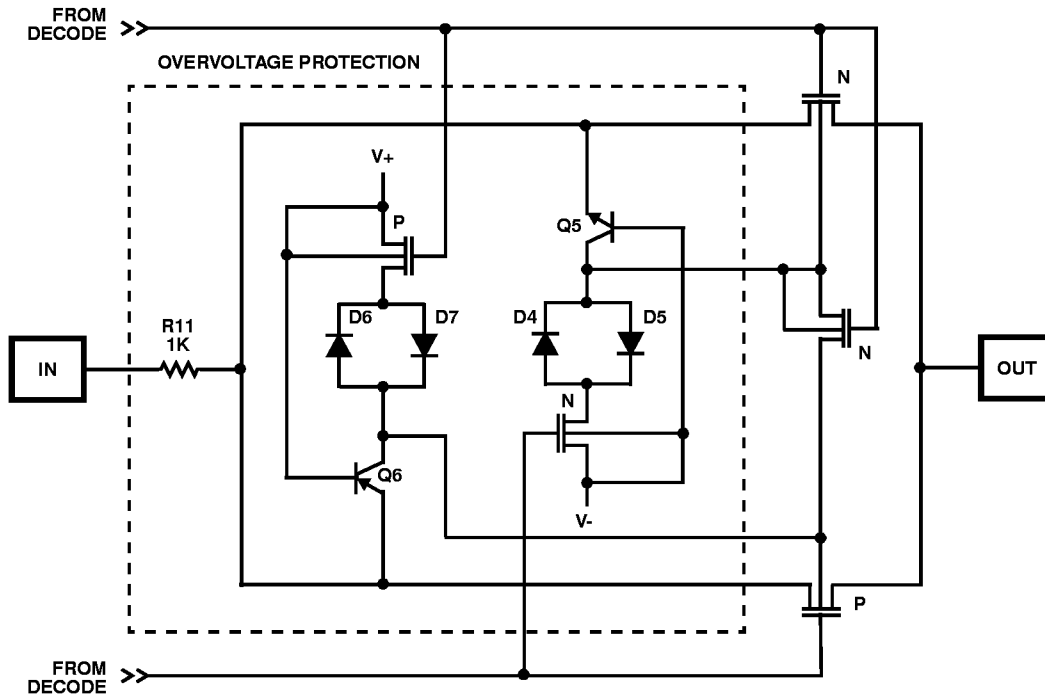 FROM
DECODE
OVERVOLTAGE PROTECTION
N
V+
P
Q5
D6
D7
D4
D5
R11
1K
IN
N
OUT
N
Q6
V-
P
FROM
DECODE